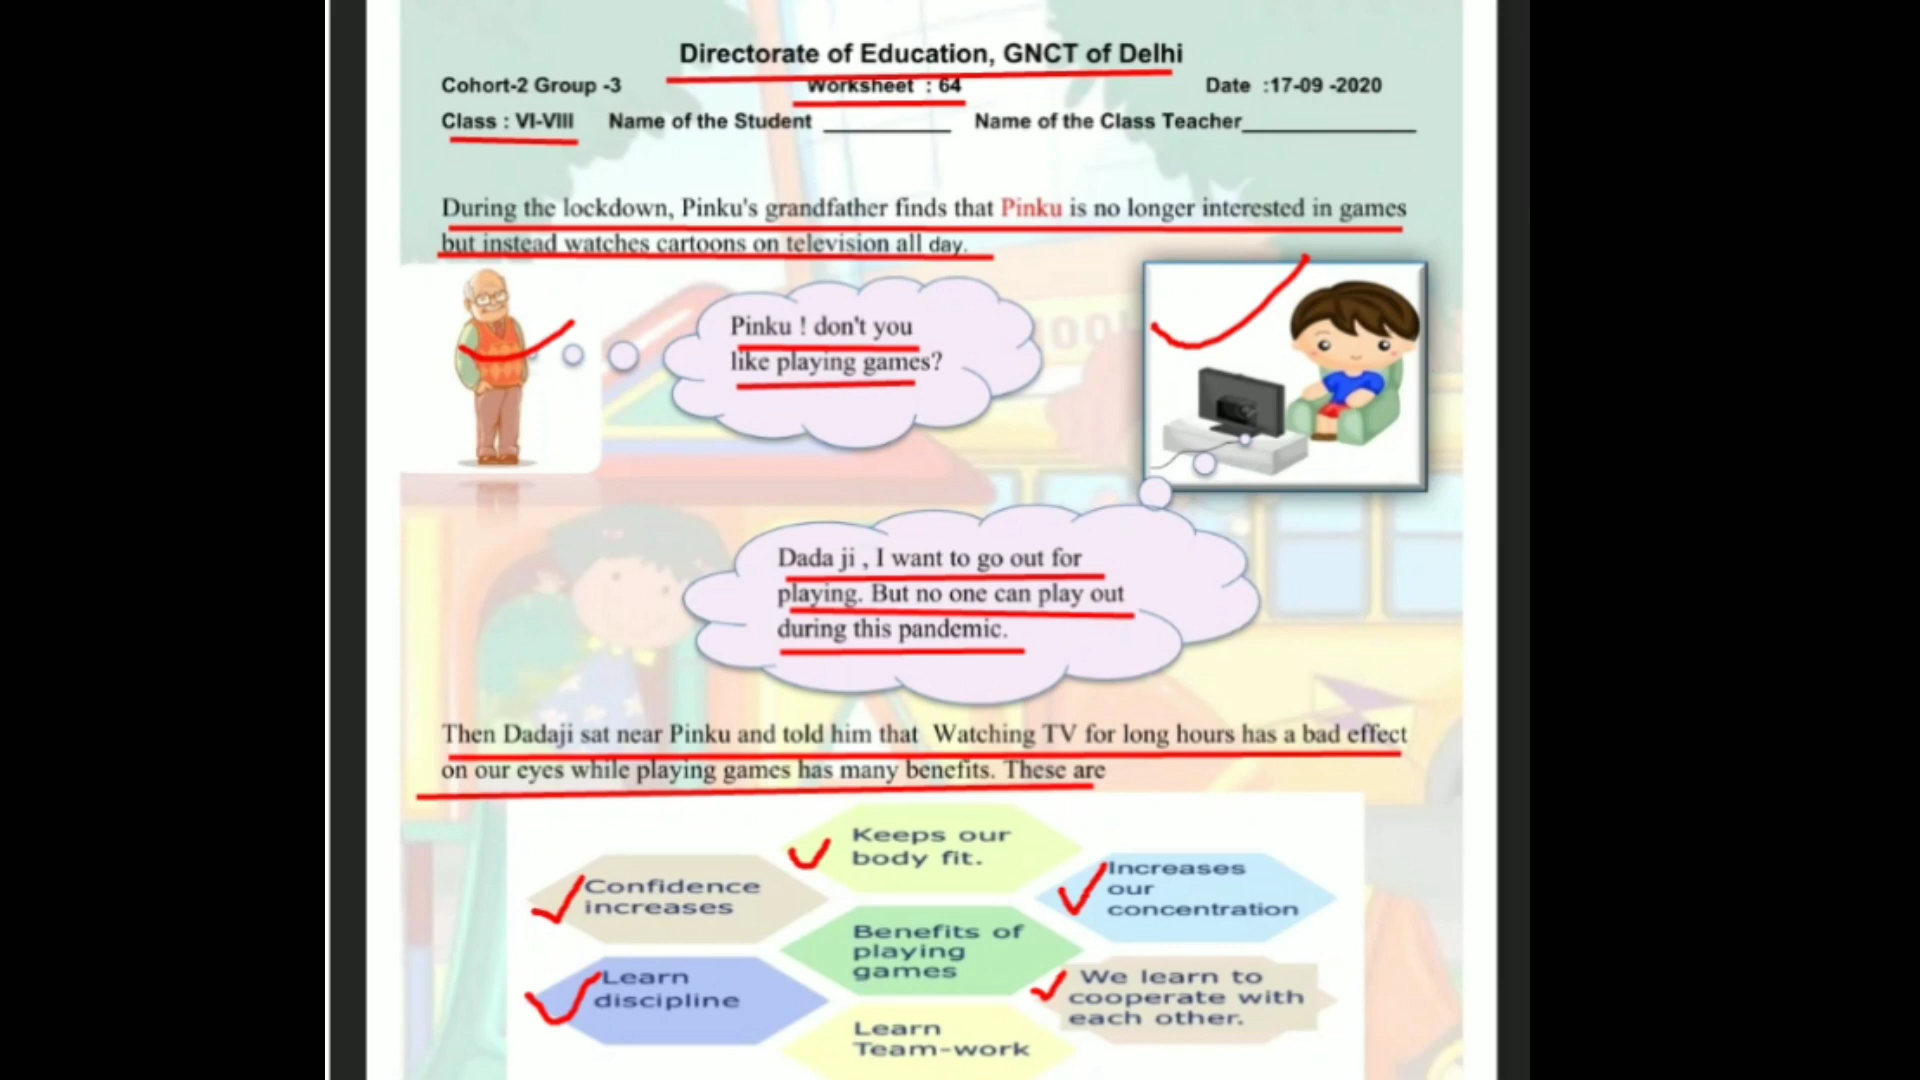 Directorate of Education, GNCT of Delhi
Cohort-2 Group -3 Worksheet : 64 Date :17-09 -2020
Class : VI-VIII Name of the Student __________ Name of the Class Teacher______________
During the lockdown, Pinku's grandfather finds that Pinku is no longer interested in games
but instead watches cartoons on television all day.
Pinku ! don't you
like playing games?
Dada ji , I want to go out for
playing. But no one can play out
during this pandemic.
Then Dadaji sat near Pinku and told him that Watching TV for long hours has a bad effect
on our eyes while playing games has many benefits. These are
Keeps our
body fit.
Confidence
increases
Increases
our
concentration
Benefits of
playing
games
Learn
discipline
We learn to
cooperate with
each other.
Learn
Team-work